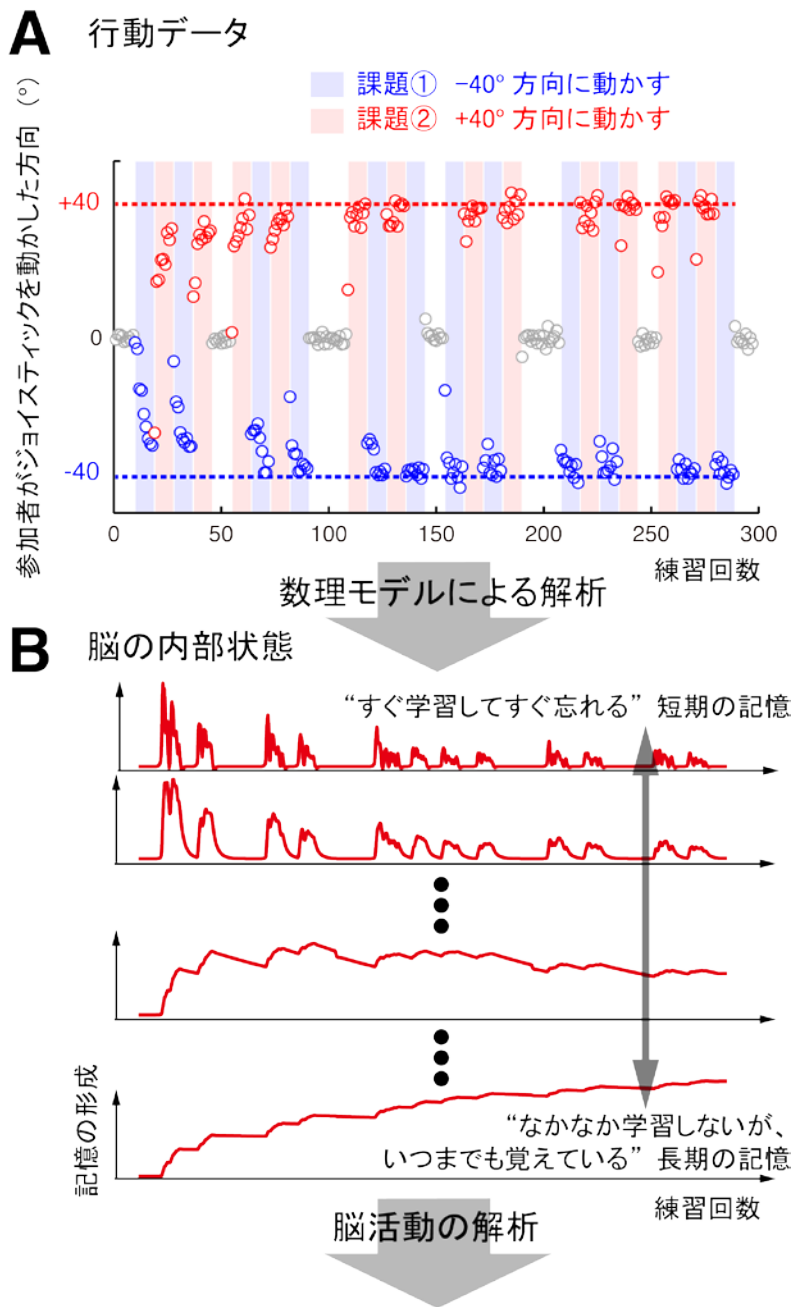 A 行動データ
課題① −40° 方向に動かす
課題② +40° 方向に動かす
参加者がジョイスティックを動かした方向（°）
+40
0
-40
0 50 100 150 200 250 300
練習回数
数理モデルによる解析
B 脳の内部状態
“すぐ学習してすぐ忘れる” 短期の記憶
記憶の形成
“なかなか学習しないが、
いつまでも覚えている” 長期の記憶
練習回数
脳活動の解析